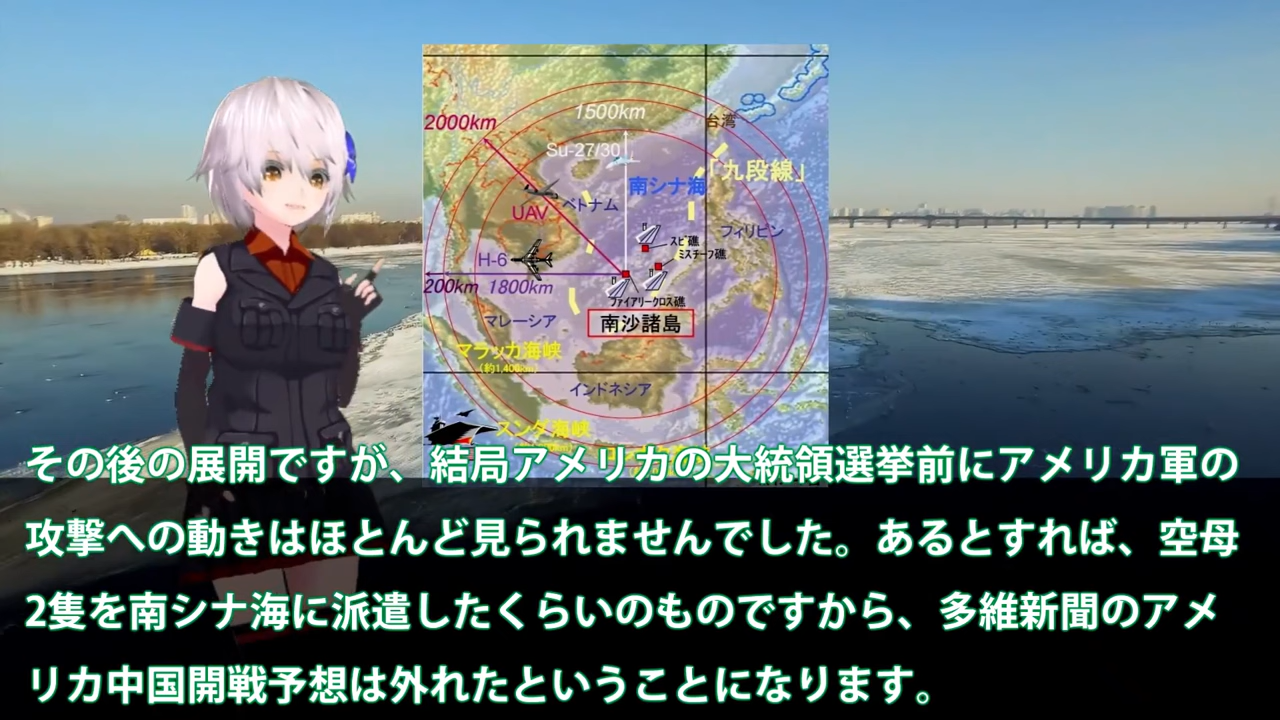 1500km
台湾
2000km
Su-27/30
「九段線」
南シナ海
ベトナム
UAV
フィリピン
スビ礁
ミスチーフ礁
H-6
200km 1800km
ファイアリークロス礁
マレーシア
南沙諸島
マラッカ海峡
(約1,400km)
インドネシア
スンダ海峡
その後の展開ですが、結局アメリカの大統領選挙前にアメリカ軍の
攻撃への動きはほとんど見られませんでした。あるとすれば、空母
2隻を南シナ海に派遣したくらいのものですから、多維新聞のアメ
リカ中国開戦予想は外れたということになります。